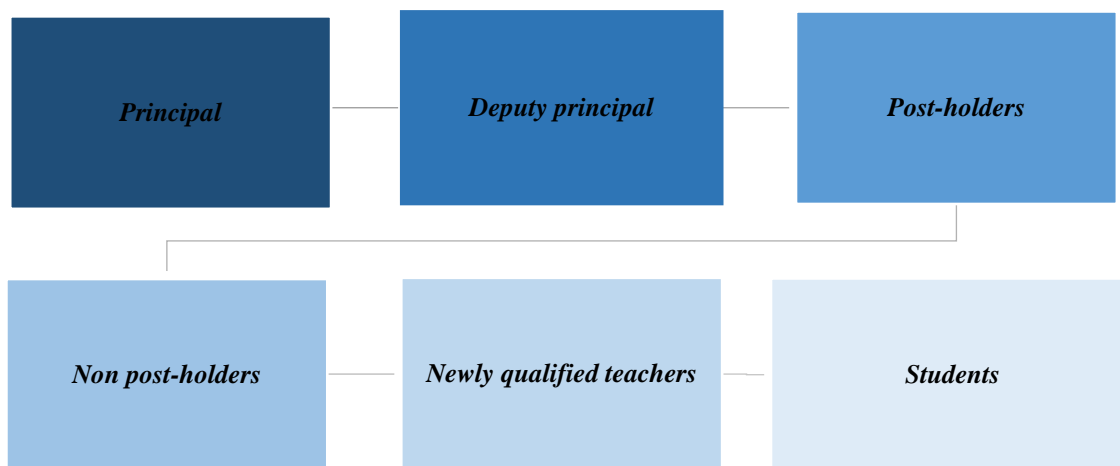 Principal
Deputy principal
Post-holders
Non post-holders
Newly qualified teachers
Students